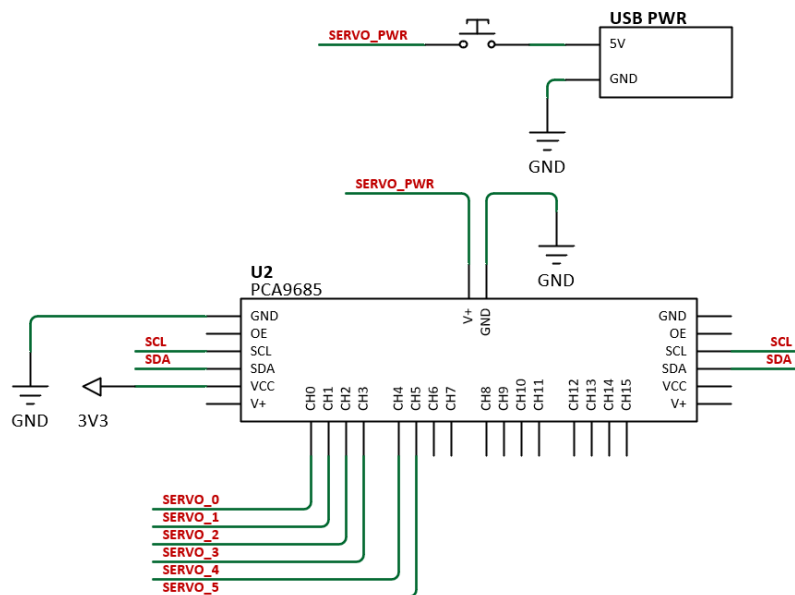 USB PWR
SERVO_PWR
5V
GND
GND
SERVO_PWR
GND
U2
PCA9685
V+
GND
GND
OE
SCL
SDA
VCC
V+
GND
OE
SCL
SDA
VCC
V+
SCL
SDA
SCL
SDA
GND
3V3
CH0
CH1
CH2
CH3
CH4
CH5
CH6
CH7
CH8
CH9
CH10
CH11
CH12
CH13
CH14
CH15
SERVO_0
SERVO_1
SERVO_2
SERVO_3
SERVO_4
SERVO_5